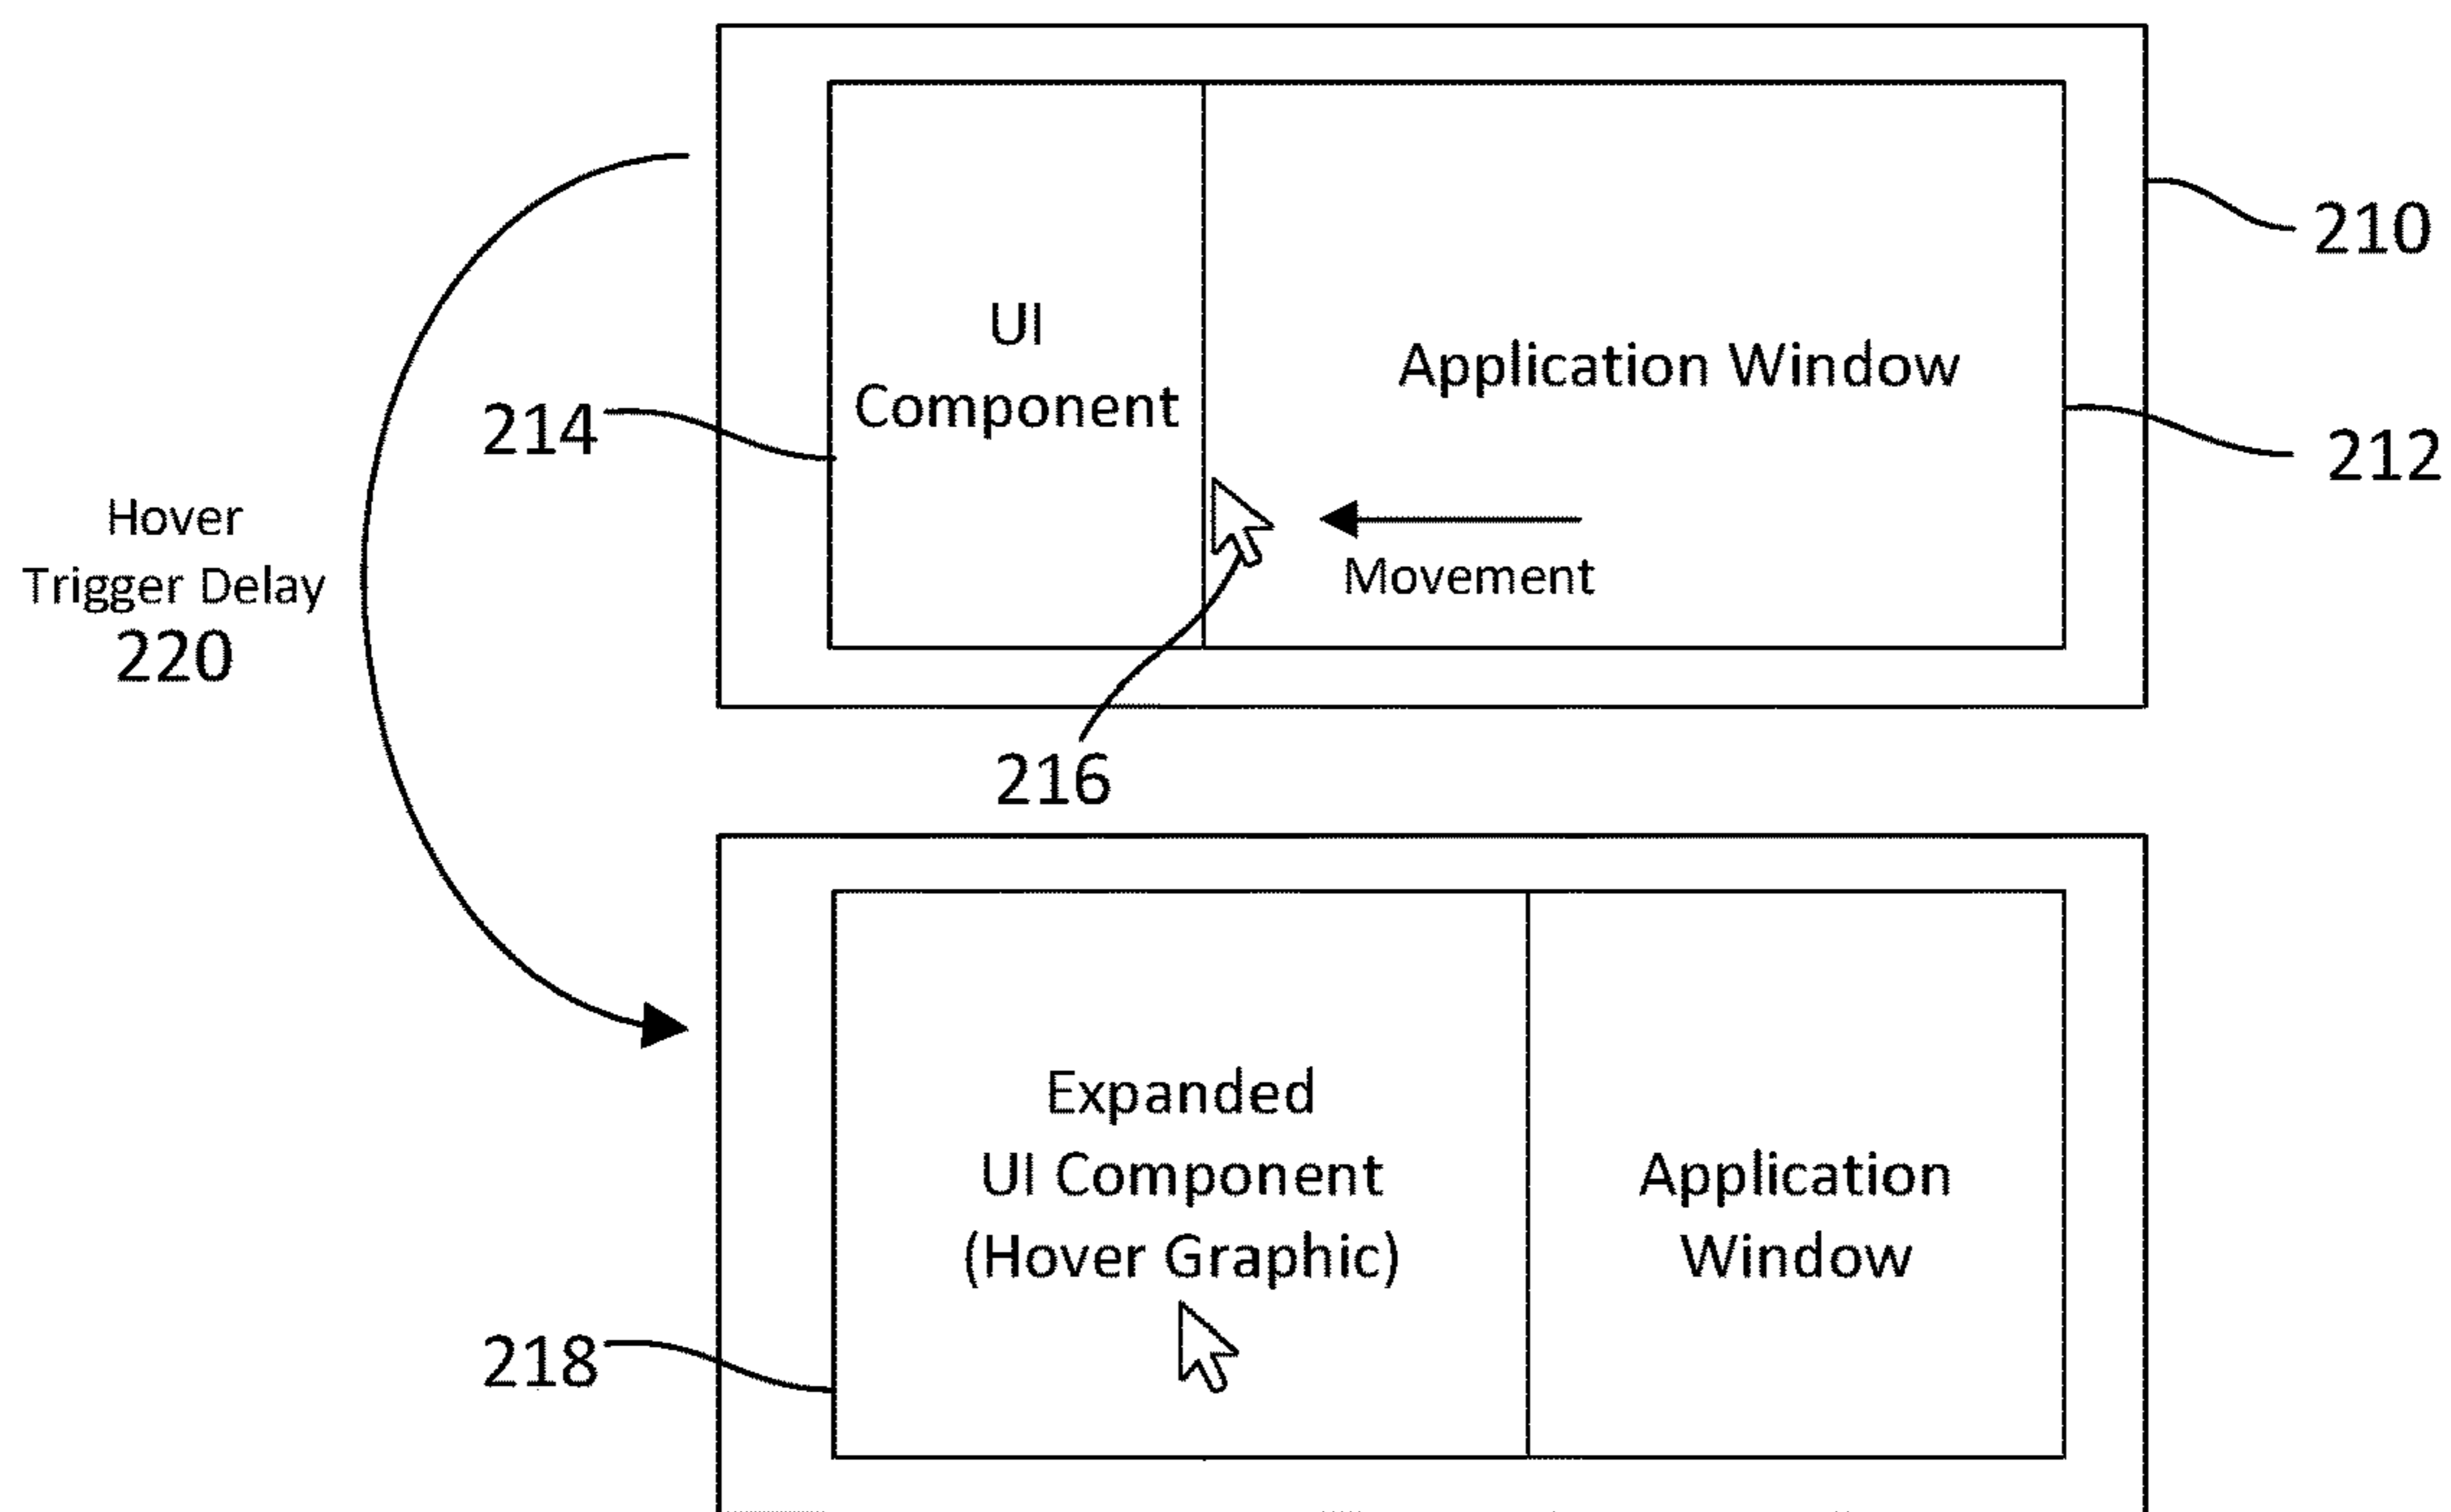 210
UI
Component
Application Window
214
212
Hover
Trigger Delay
220
Movement
216
Expanded
UI Component
(Hover Graphic)
Application
Window
218